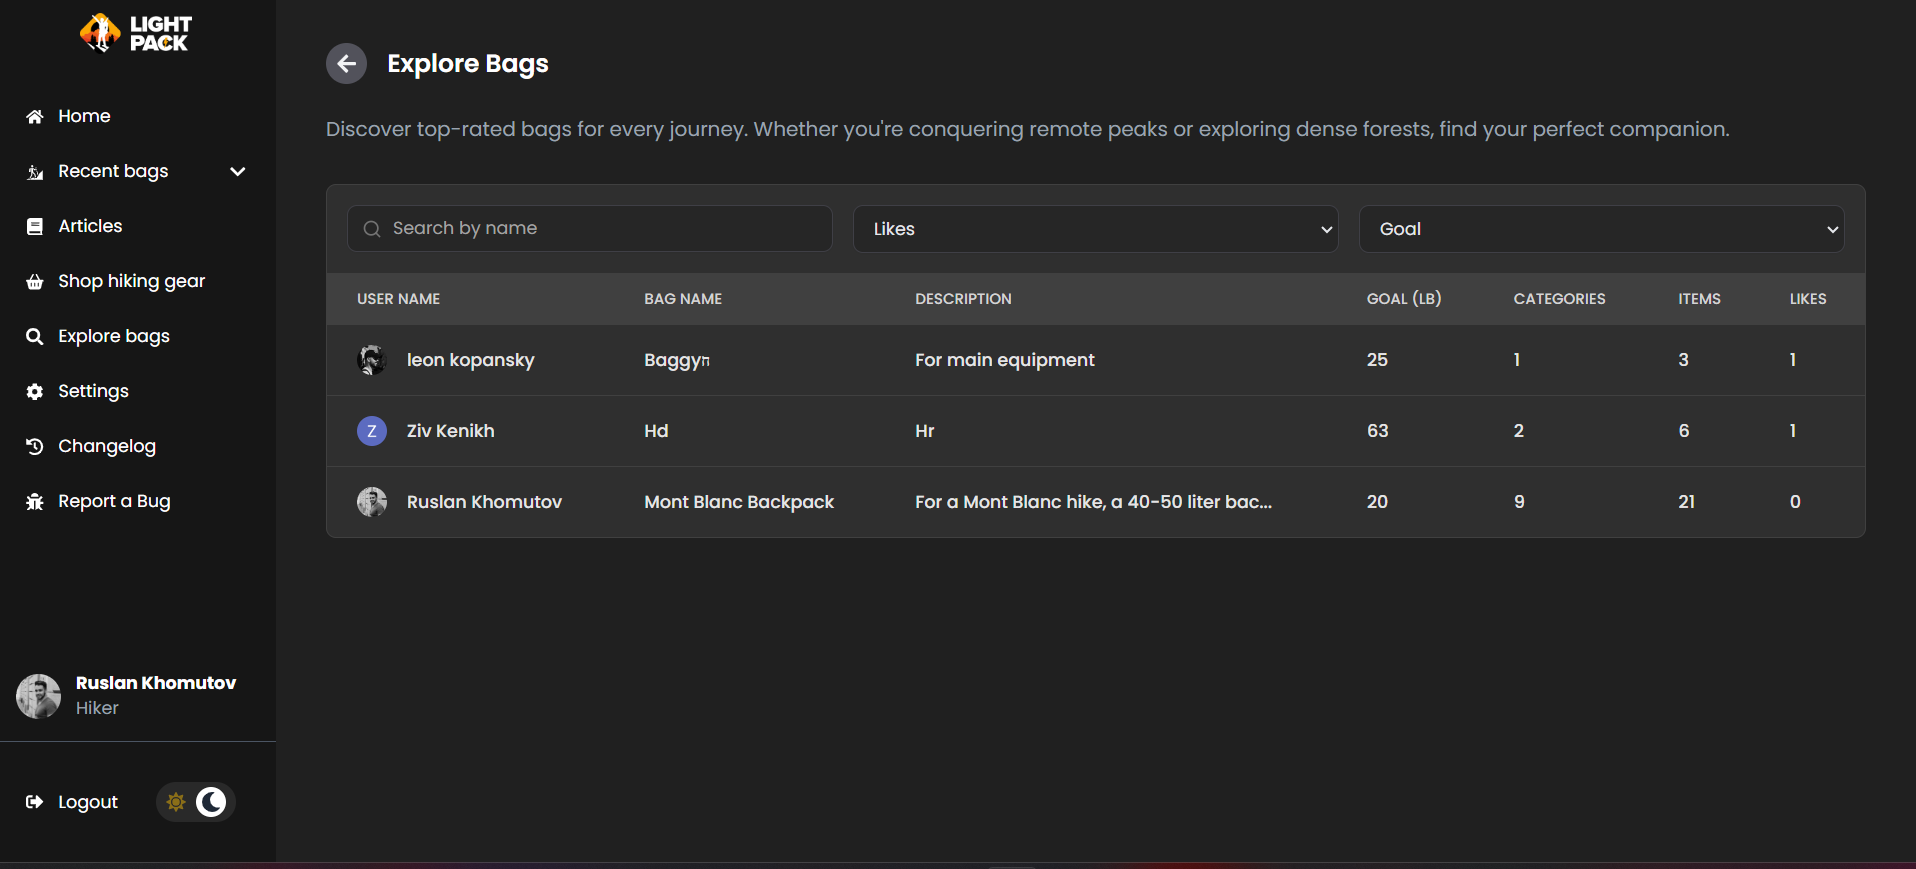 LIGHT
PACK
Home
Recent bags
Articles
Shop hiking gear
Explore bags
Settings
Changelog
Report a Bug
Ruslan Khomutov
Hiker
Logout
Explore Bags
Discover top-rated bags for every journey. Whether you're conquering remote peaks or exploring dense forests, find your perfect companion.
Search by name
Likes
Goal
USER NAME BAG NAME DESCRIPTION GOAL (LB) CATEGORIES ITEMS LIKES
leon kopansky Baggyח For main equipment 25 1 3 1
Z Ziv Kenikh Hd Hr 63 2 6 1
Ruslan Khomutov Mont Blanc Backpack For a Mont Blanc hike, a 40-50 liter bac... 20 9 21 0